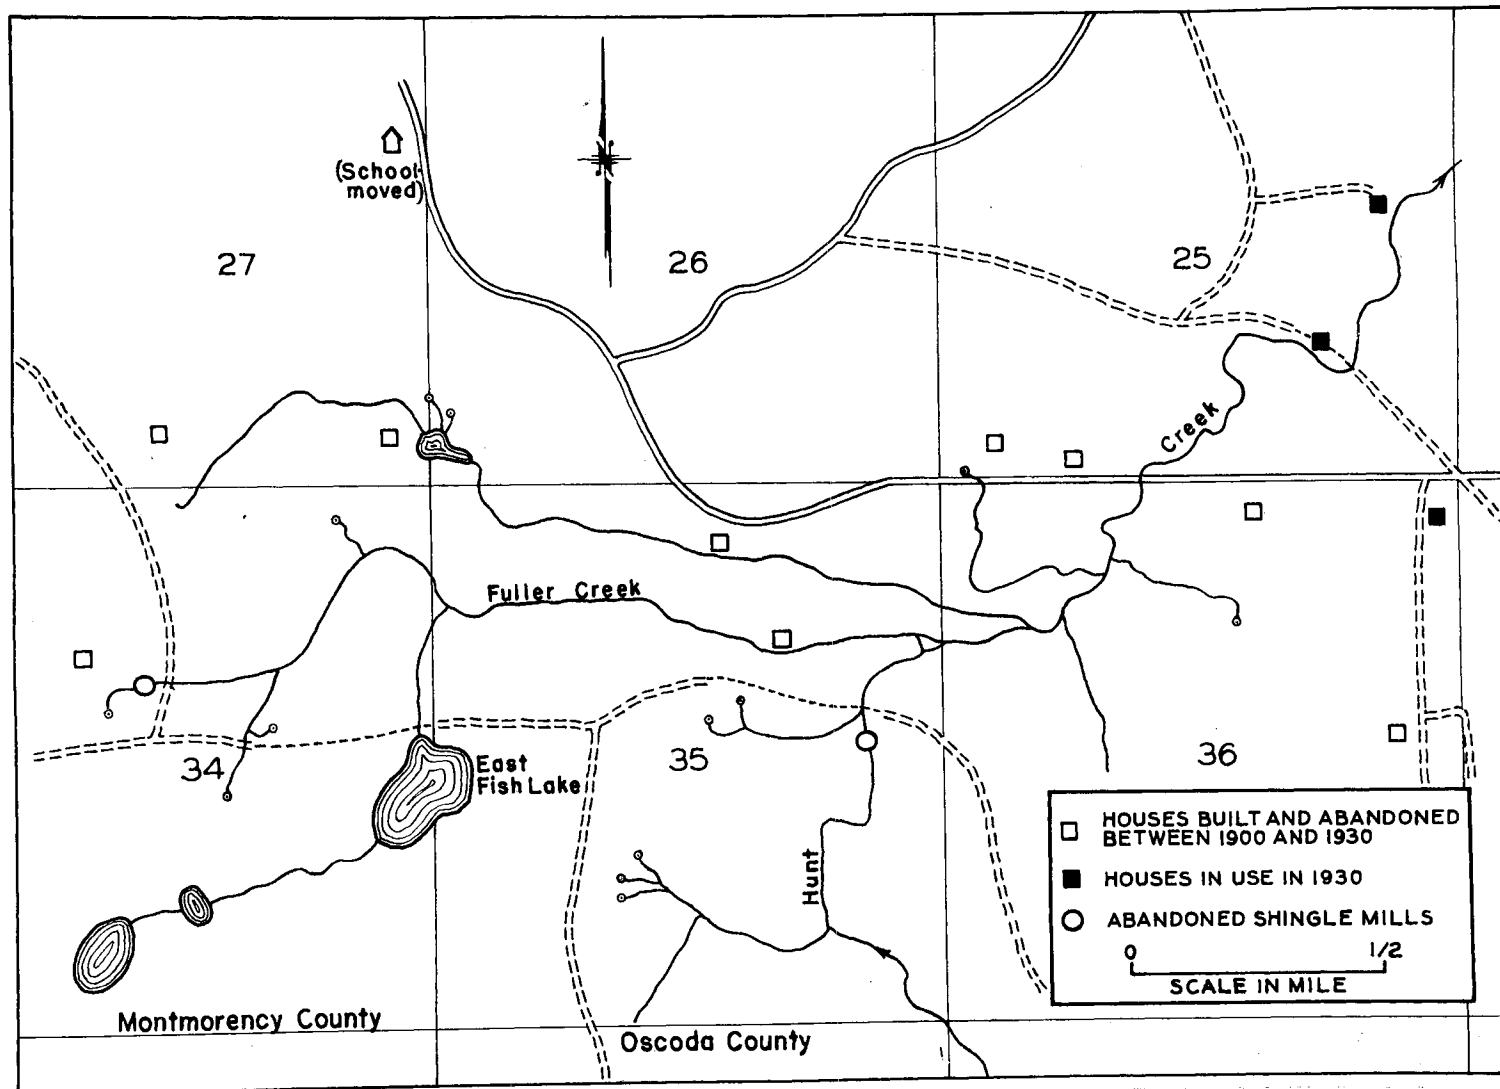 (School
moved)
27
26
25
Creek
Fuller Creek
34
East
Fish Lake
35
36
Hunt
HOUSES BUILT AND ABANDONED
BETWEEN 1900 AND 1930
HOUSES IN USE IN 1930
ABANDONED SHINGLE MILLS
0 1/2
SCALE IN MILE
Montmorency County
Oscoda County